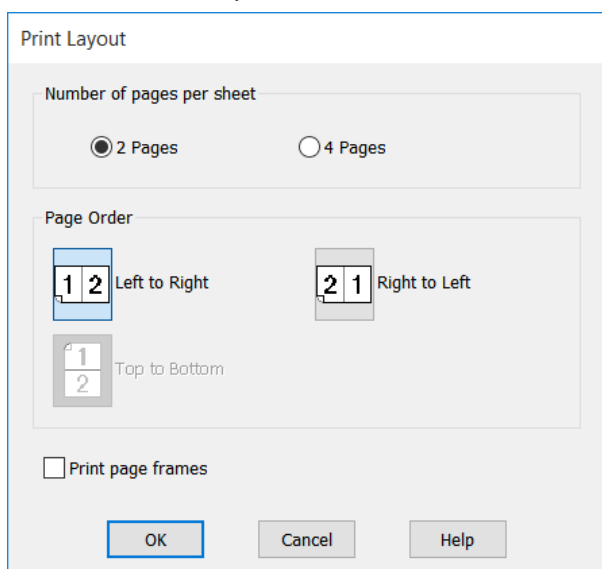 Print Layout
Number of pages per sheet
2 Pages 4 Pages
Page Order
1 2 Left to Right 2 1 Right to Left
1
2
Top to Bottom
Print page frames
OK Cancel Help